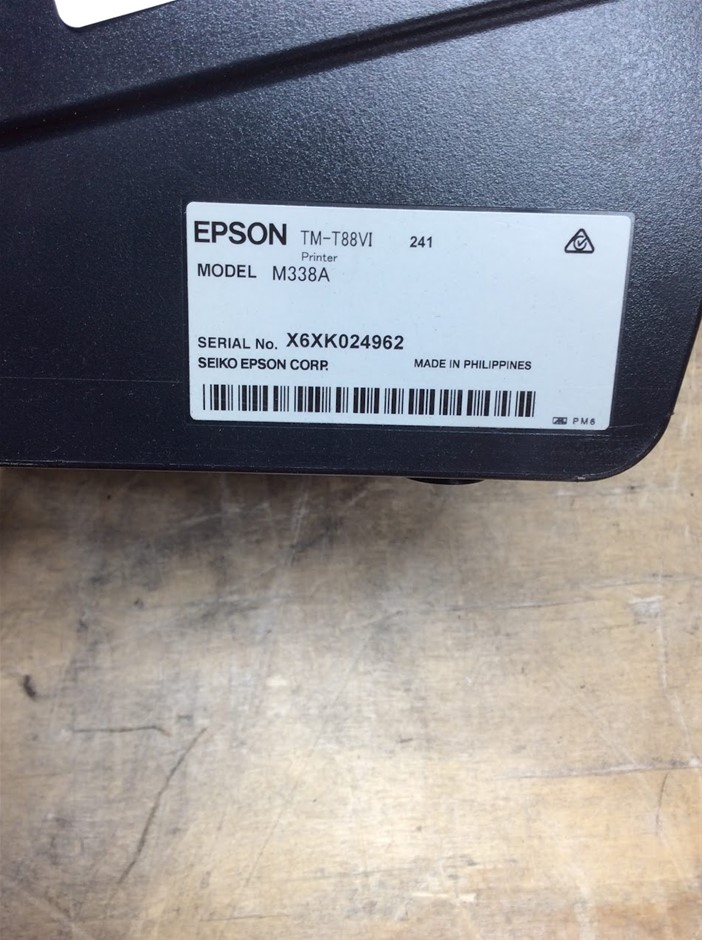 EPSON TM-T88VI 241
Printer
MODEL M338A
SERIAL No. X6XK024962
SEIKO EPSON CORP. MADE IN PHILIPPINES
PM6